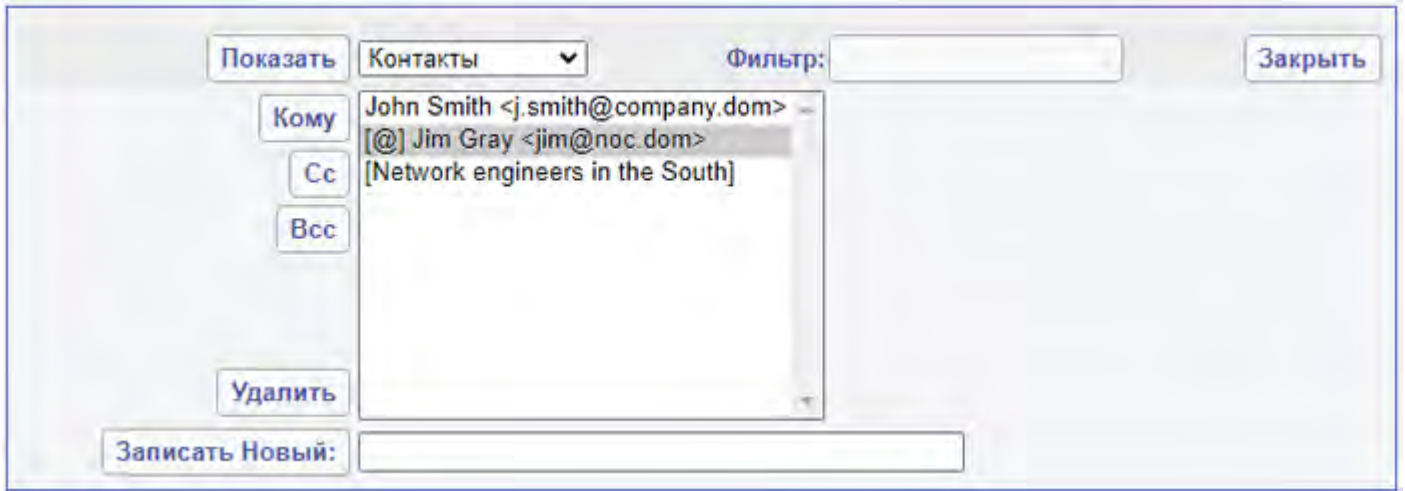 Показать Контакты Фильтр: Закрыть
Кому John Smith <j.smith@company.dom>
[@] Jim Gray <jim@noc.dom>
Cc [Network engineers in the South]
Bcc
Удалить
Записать Новый: